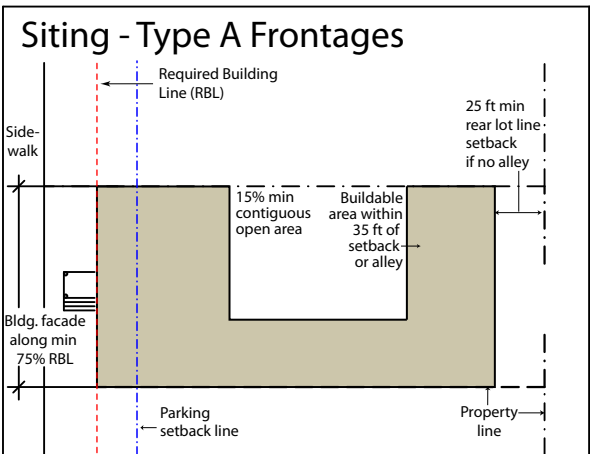 Siting - Type A Frontages
Required Building
Line (RBL)
25 ft min
rear lot line
setback
if no alley
Side-
walk
15% min
contiguous
open area
Buildable
area within
35 ft of
setback
or alley
Bldg. facade
along min
75% RBL
Parking
setback line
Property
line